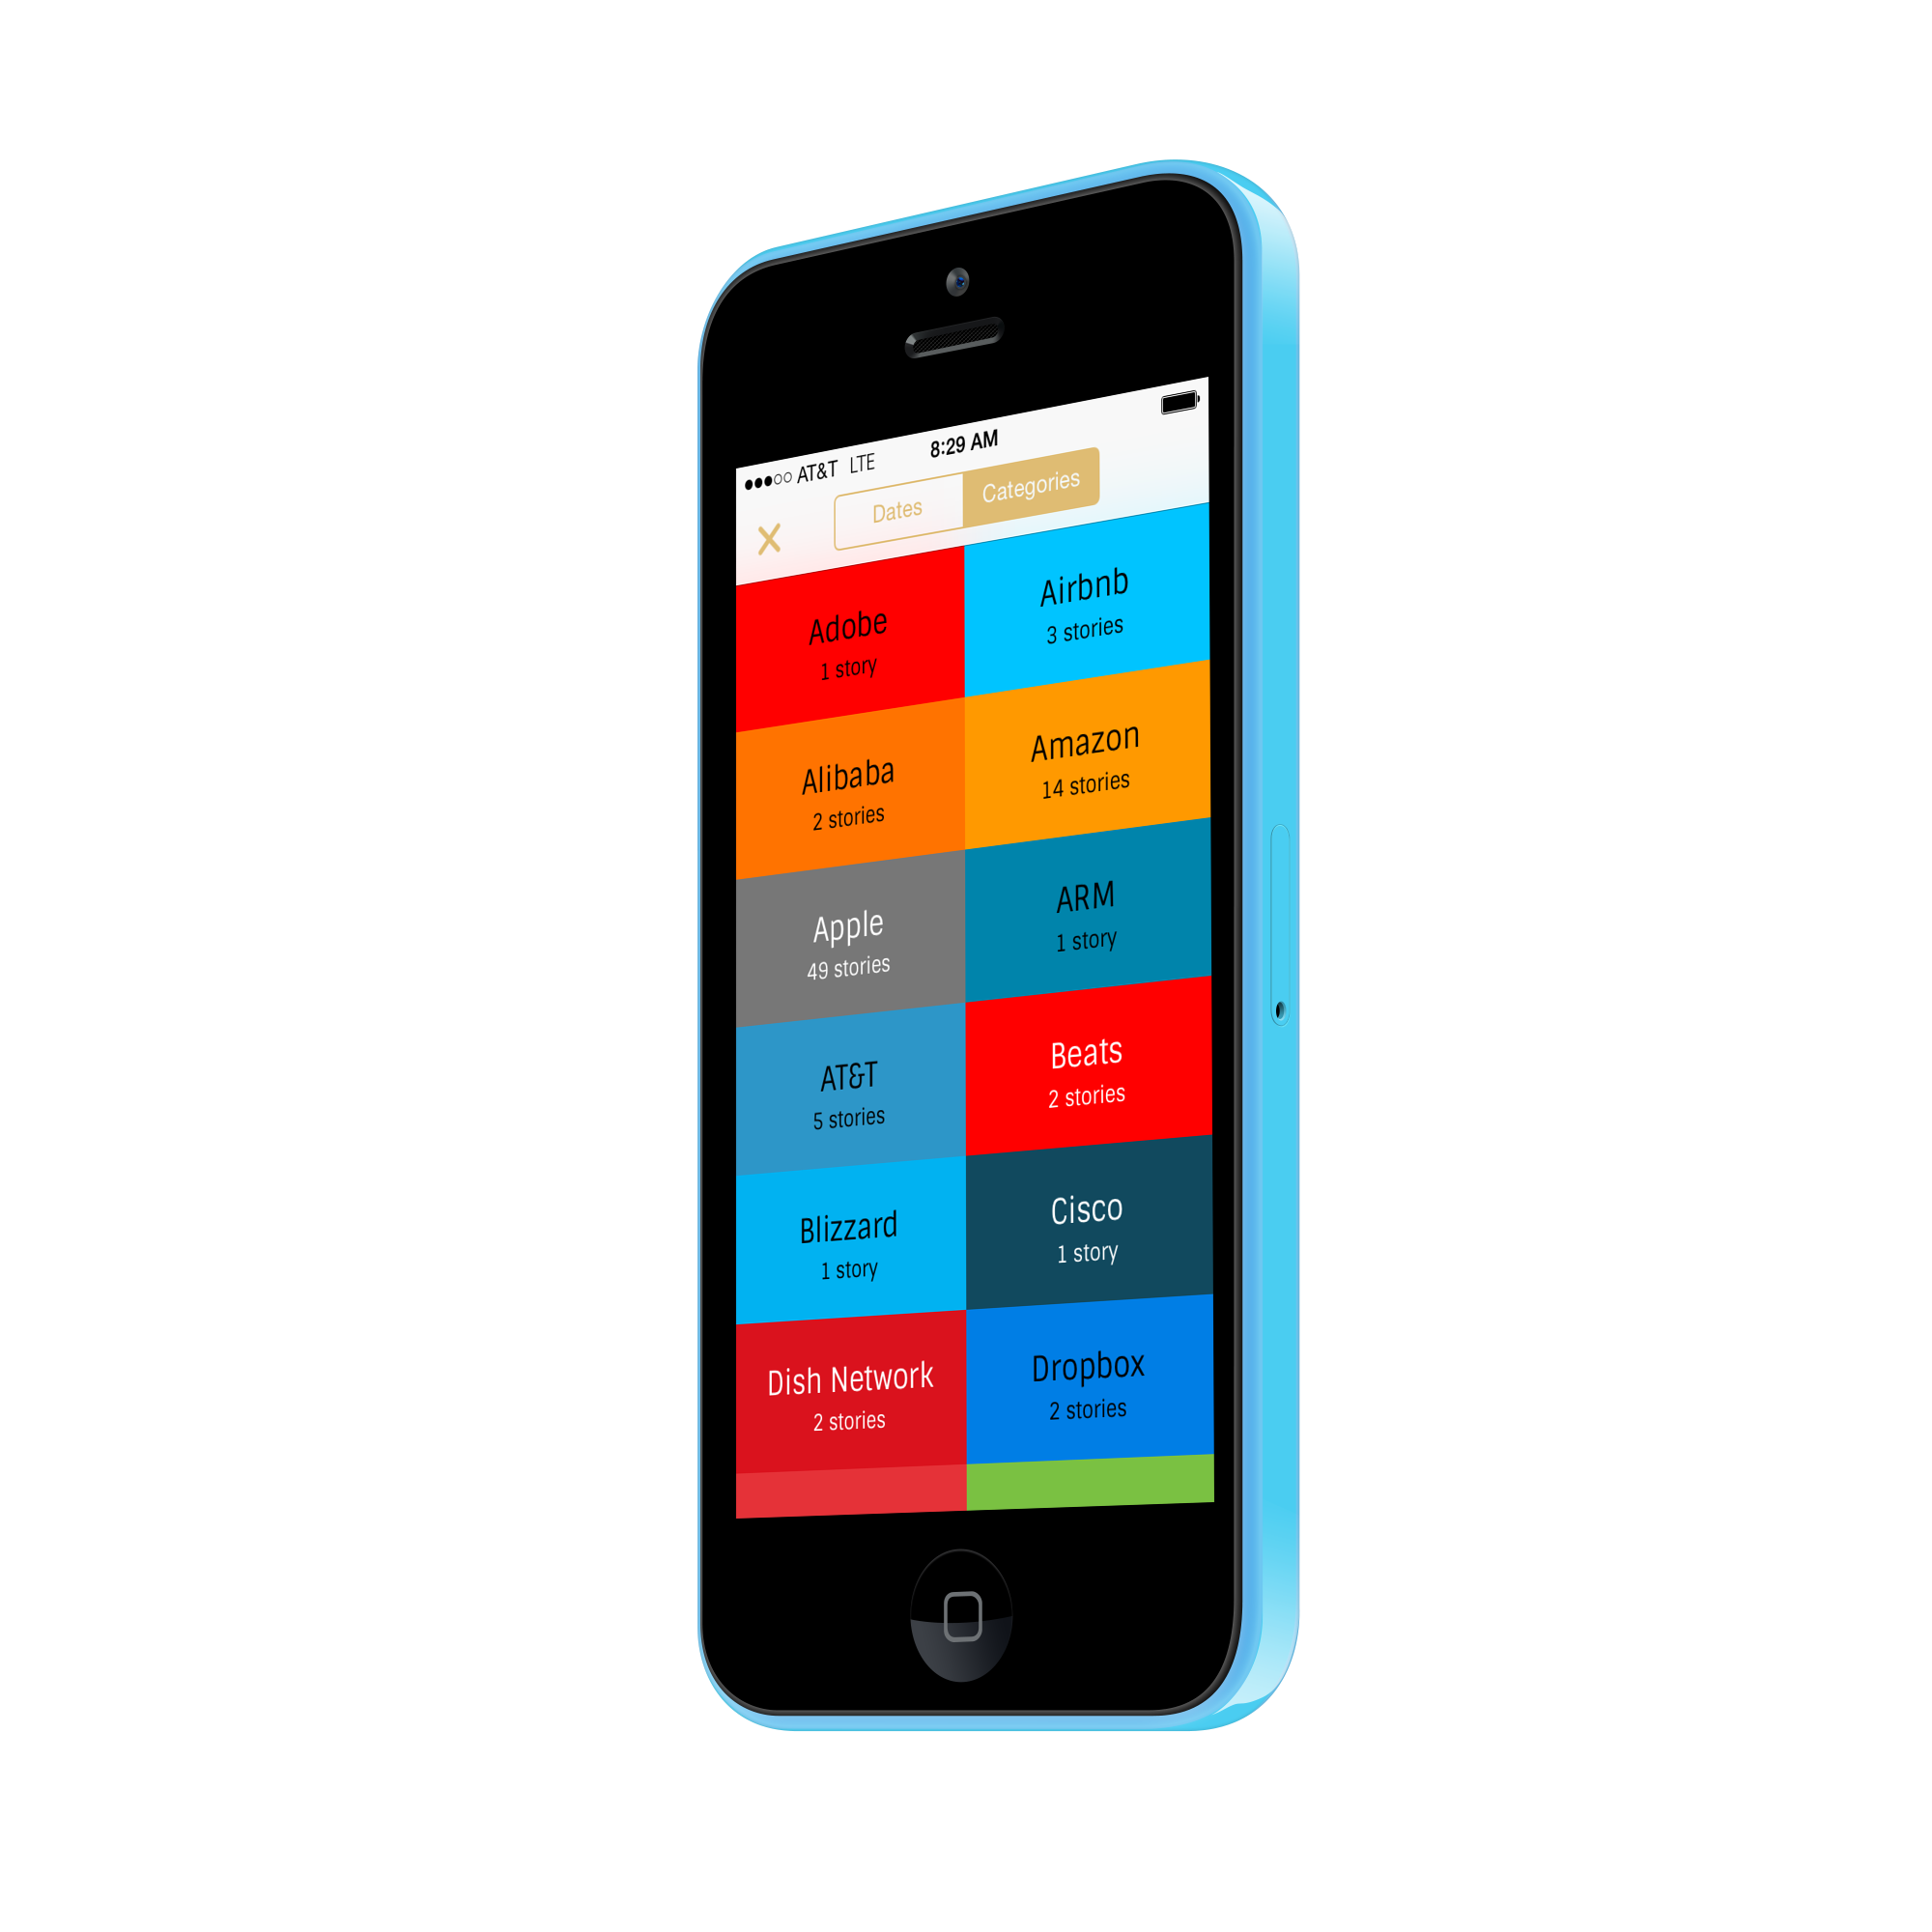 AT&T LTE 8:29 AM
Dates Categories
Adobe
1 story
Airbnb
3 stories
Alibaba
2 stories
Amazon
14 stories
Apple
49 stories
ARM
1 story
AT&T
5 stories
Beats
2 stories
Blizzard
1 story
Cisco
1 story
Dish Network
2 stories
Dropbox
2 stories